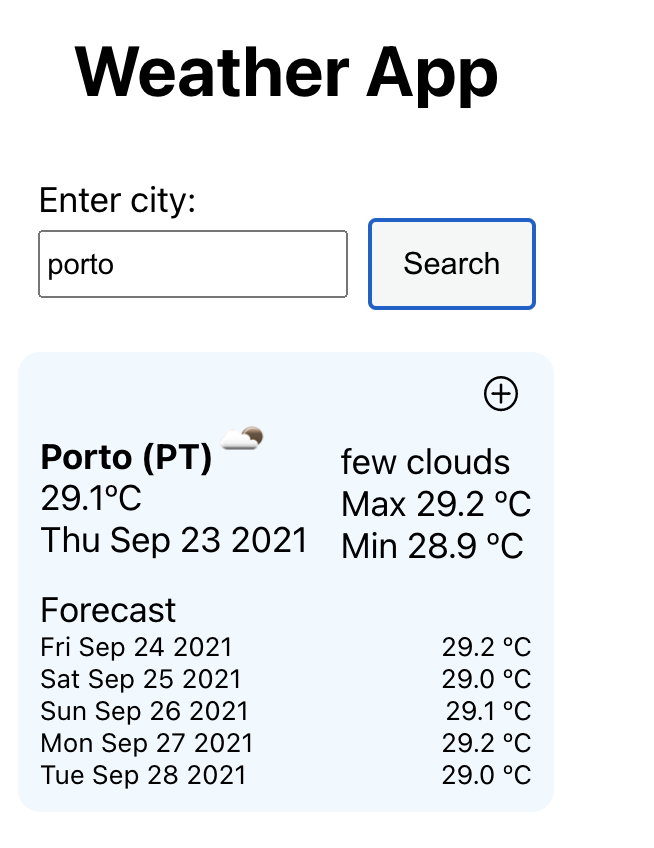 Weather App
Enter city:
porto
Search
Porto (PT)
29.1ºC
Thu Sep 23 2021
few clouds
Max 29.2 ºC
Min 28.9 ºC
Forecast
Fri Sep 24 2021 29.2 ºC
Sat Sep 25 2021 29.0 ºC
Sun Sep 26 2021 29.1 ºC
Mon Sep 27 2021 29.2 ºC
Tue Sep 28 2021 29.0 ºC